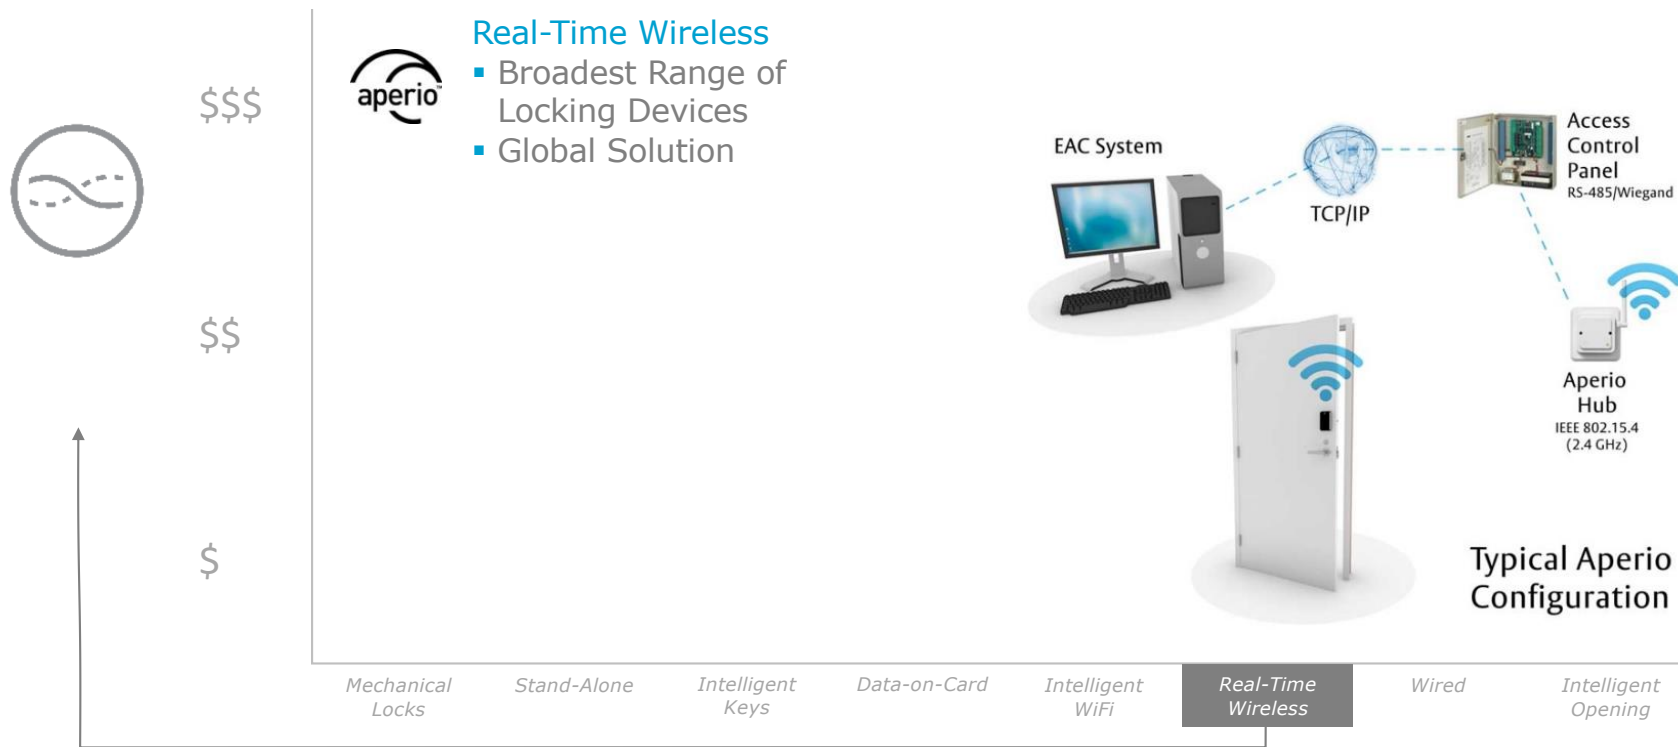 Real-Time Wireless
aperio™
▪ Broadest Range of
Locking Devices
▪ Global Solution
$$$
$$
$
EAC System
TCP/IP
Access
Control
Panel
RS-485/Wiegand
Aperio
Hub
IEEE 802.15.4
(2.4 GHz)
Typical Aperio
Configuration
Mechanical
Locks
Stand-Alone
Intelligent
Keys
Data-on-Card
Intelligent
WiFi
Real-Time
Wireless
Wired
Intelligent
Opening